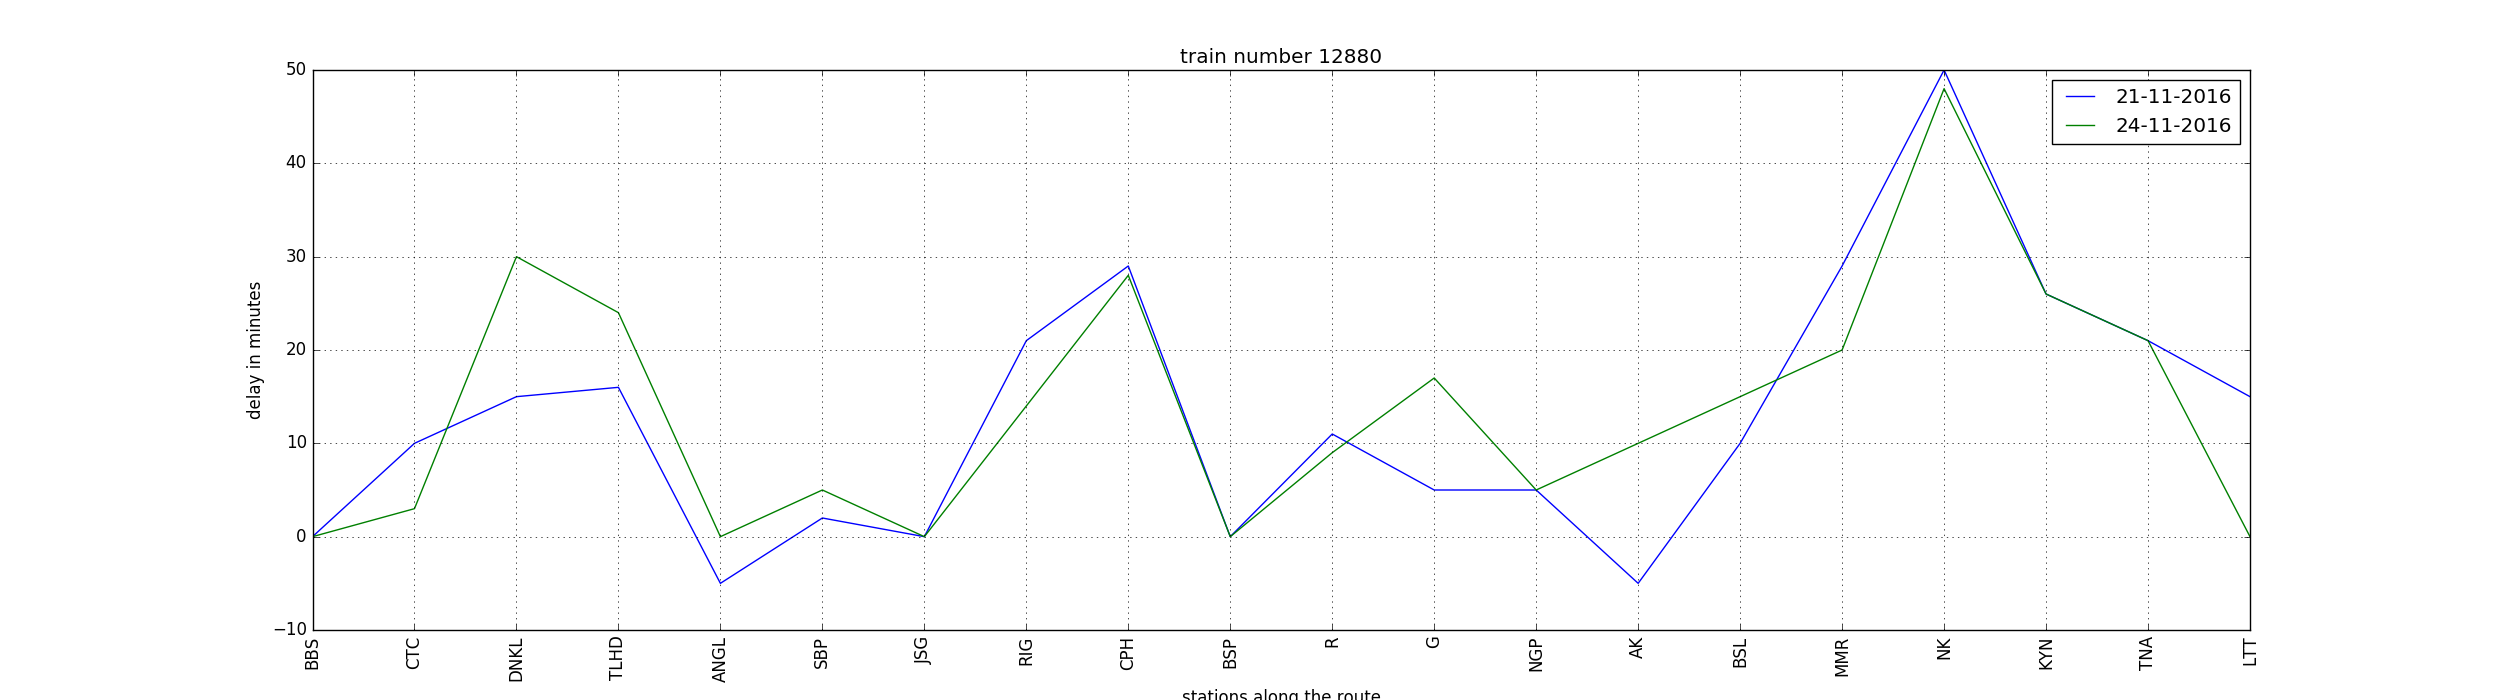 train number 12880
50
40
30
20
10
0
−10
delay in minutes
21-11-2016
24-11-2016
BBS
CTC
DNKL
TLHD
ANGL
SBP
JSG
RIG
CPH
BSP
R
G
NGP
AK
BSL
MMR
NK
KYN
TNA
LTT
stations along the route